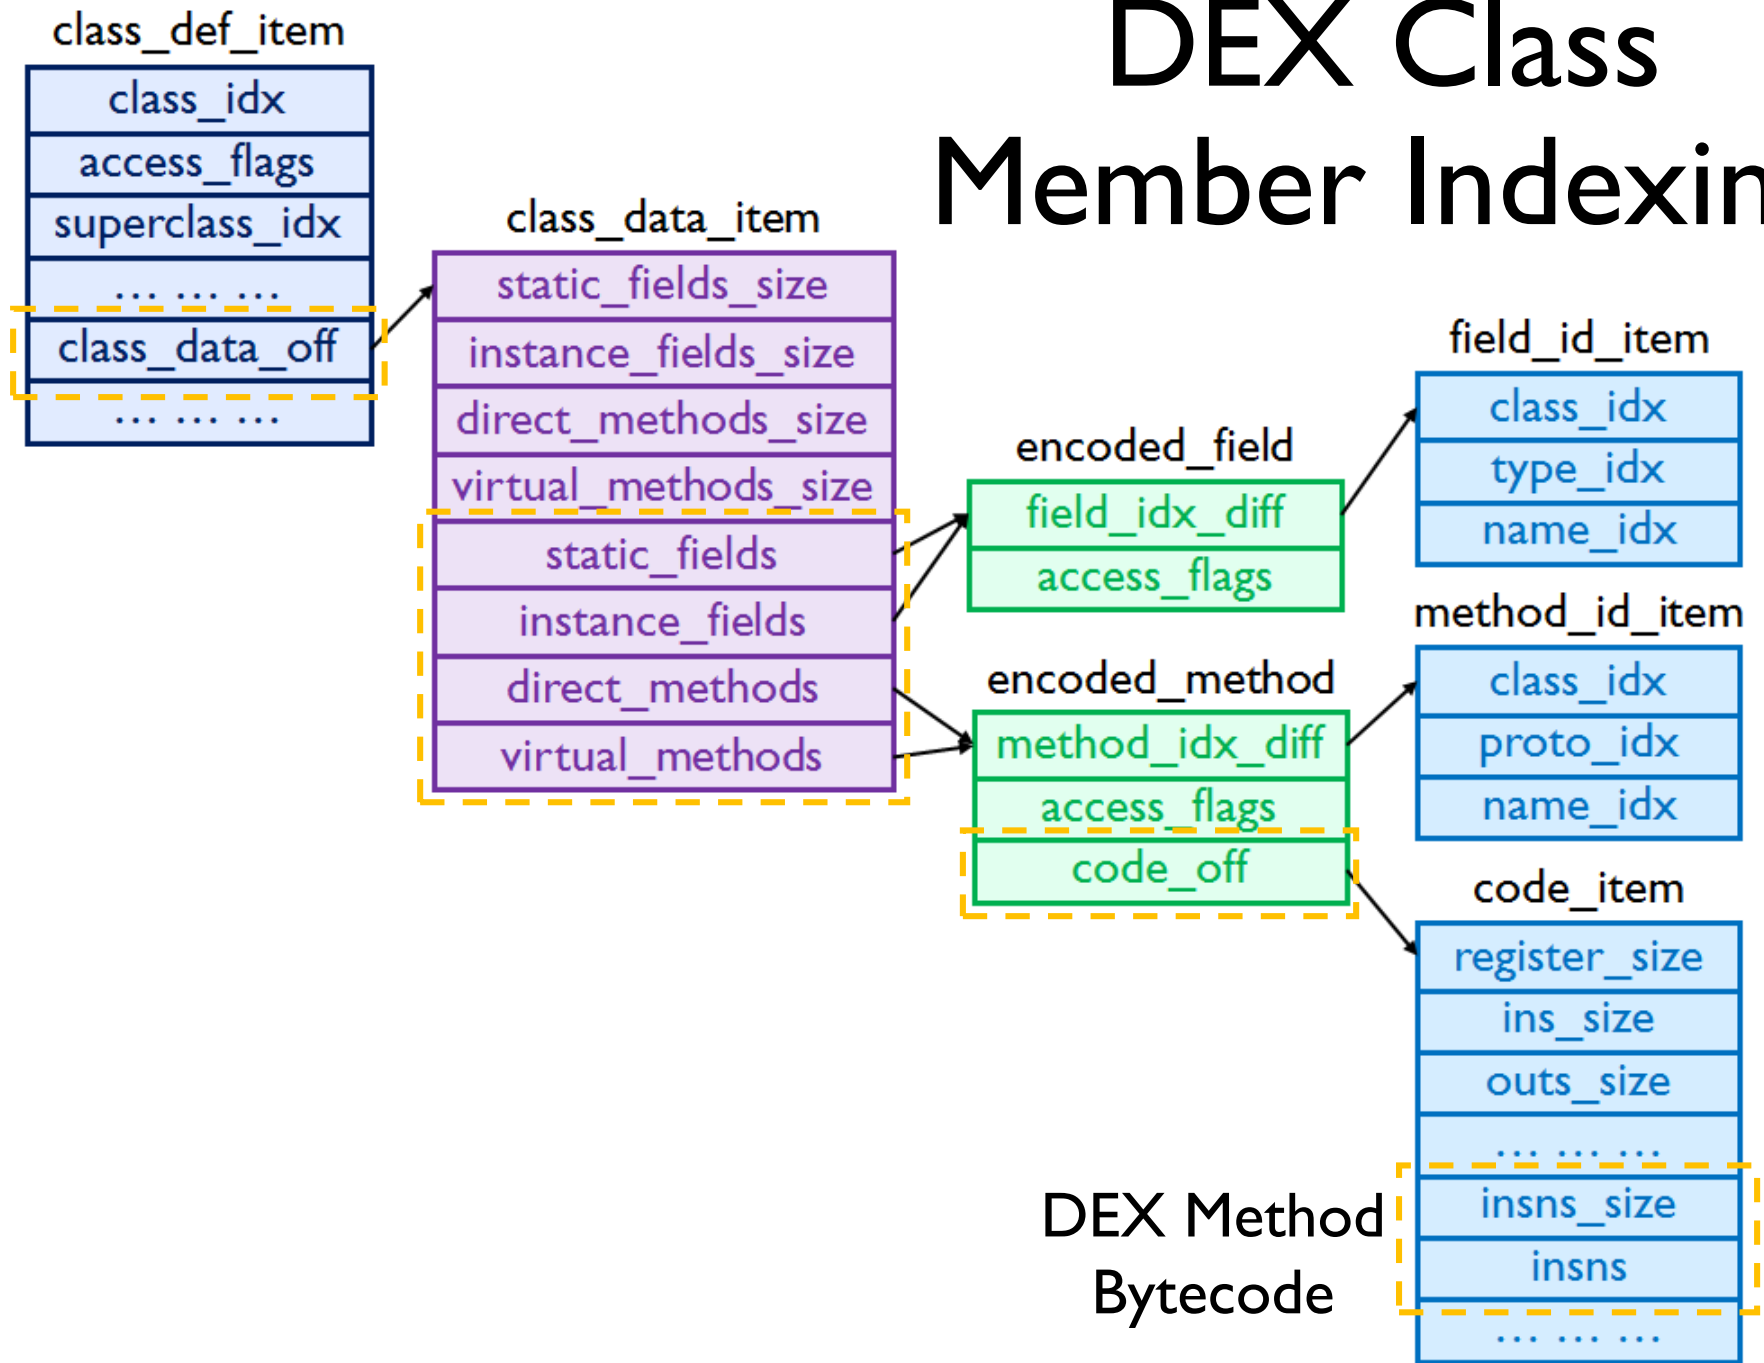 DEX Class
Member Indexin
class_def_item
class_idx
access_flags
superclass_idx
... ... ...
class_data_off
... ... ...
class_data_item
static_fields_size
instance_fields_size
direct_methods_size
virtual_methods_size
static_fields
instance_fields
direct_methods
virtual_methods
encoded_field
field_idx_diff
access_flags
encoded_method
method_idx_diff
access_flags
code_off
field_id_item
class_idx
type_idx
name_idx
method_id_item
class_idx
proto_idx
name_idx
code_item
register_size
ins_size
outs_size
... ... ...
insns_size
insns
... ... ...
DEX Method
Bytecode